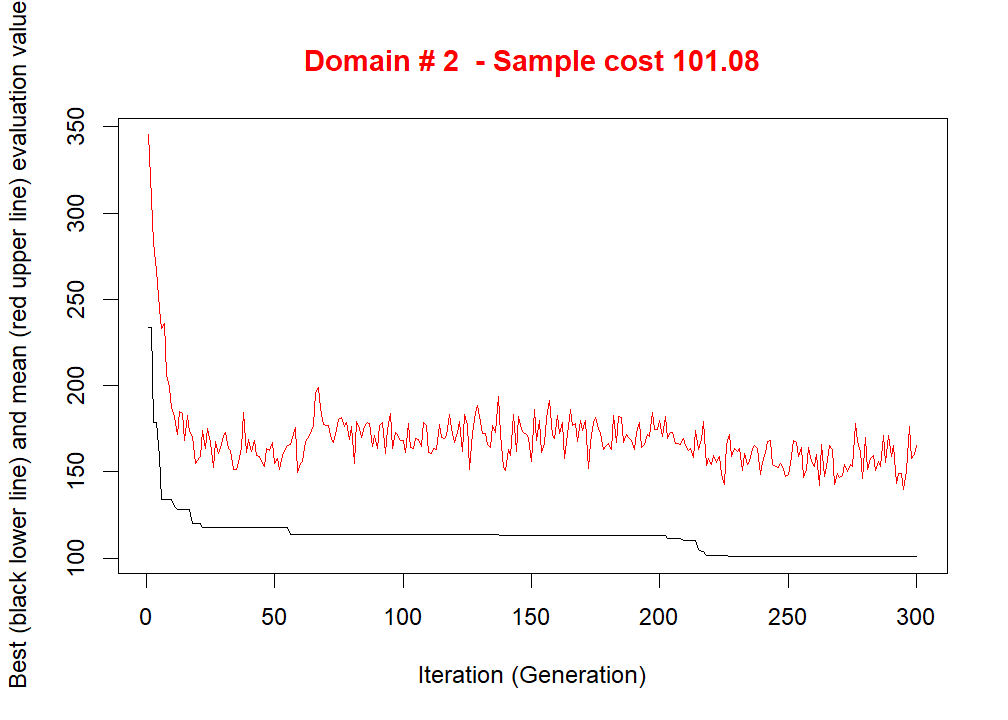 Domain # 2  - Sample cost 101.08
Best (black lower line) and mean (red upper line) evaluation value
350
300
250
200
150
100
0 50 100 150 200 250 300
Iteration (Generation)